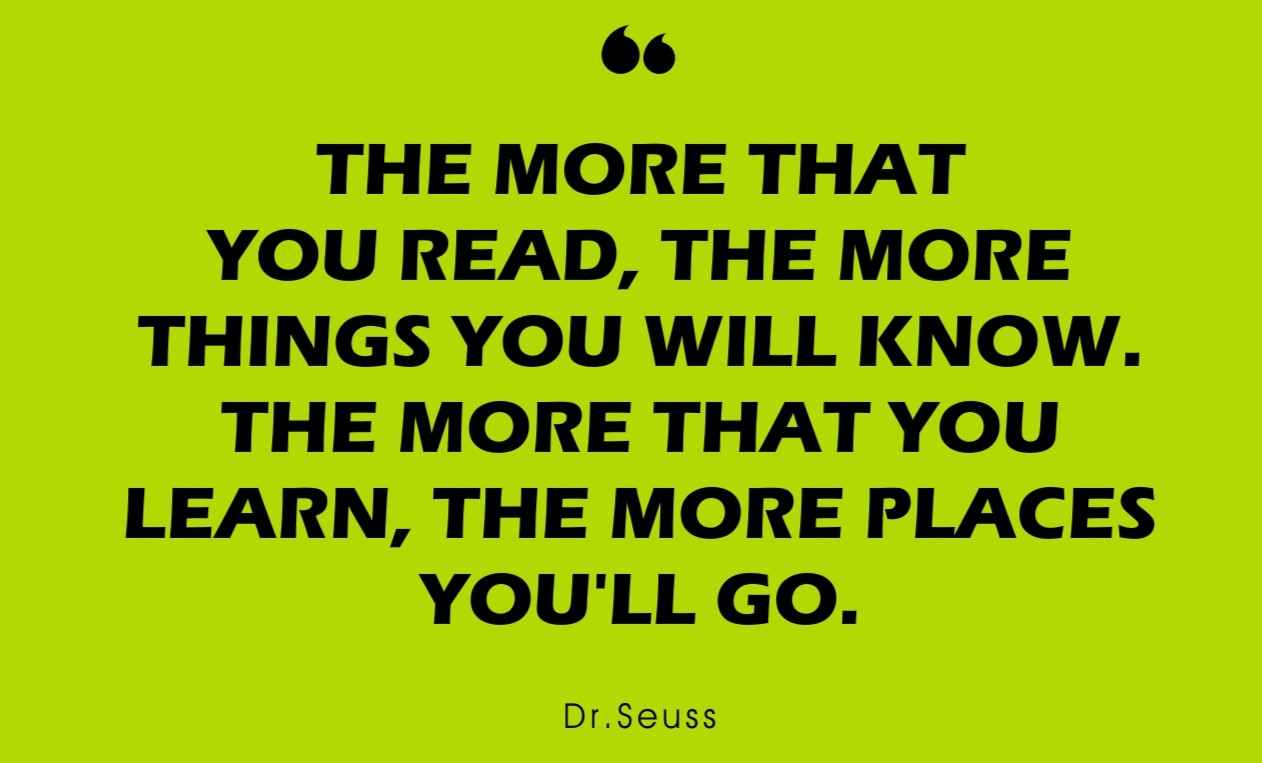 ❝
THE MORE THAT
YOU READ, THE MORE
THINGS YOU WILL KNOW.
THE MORE THAT YOU
LEARN, THE MORE PLACES
YOU'LL GO.
Dr.Seuss